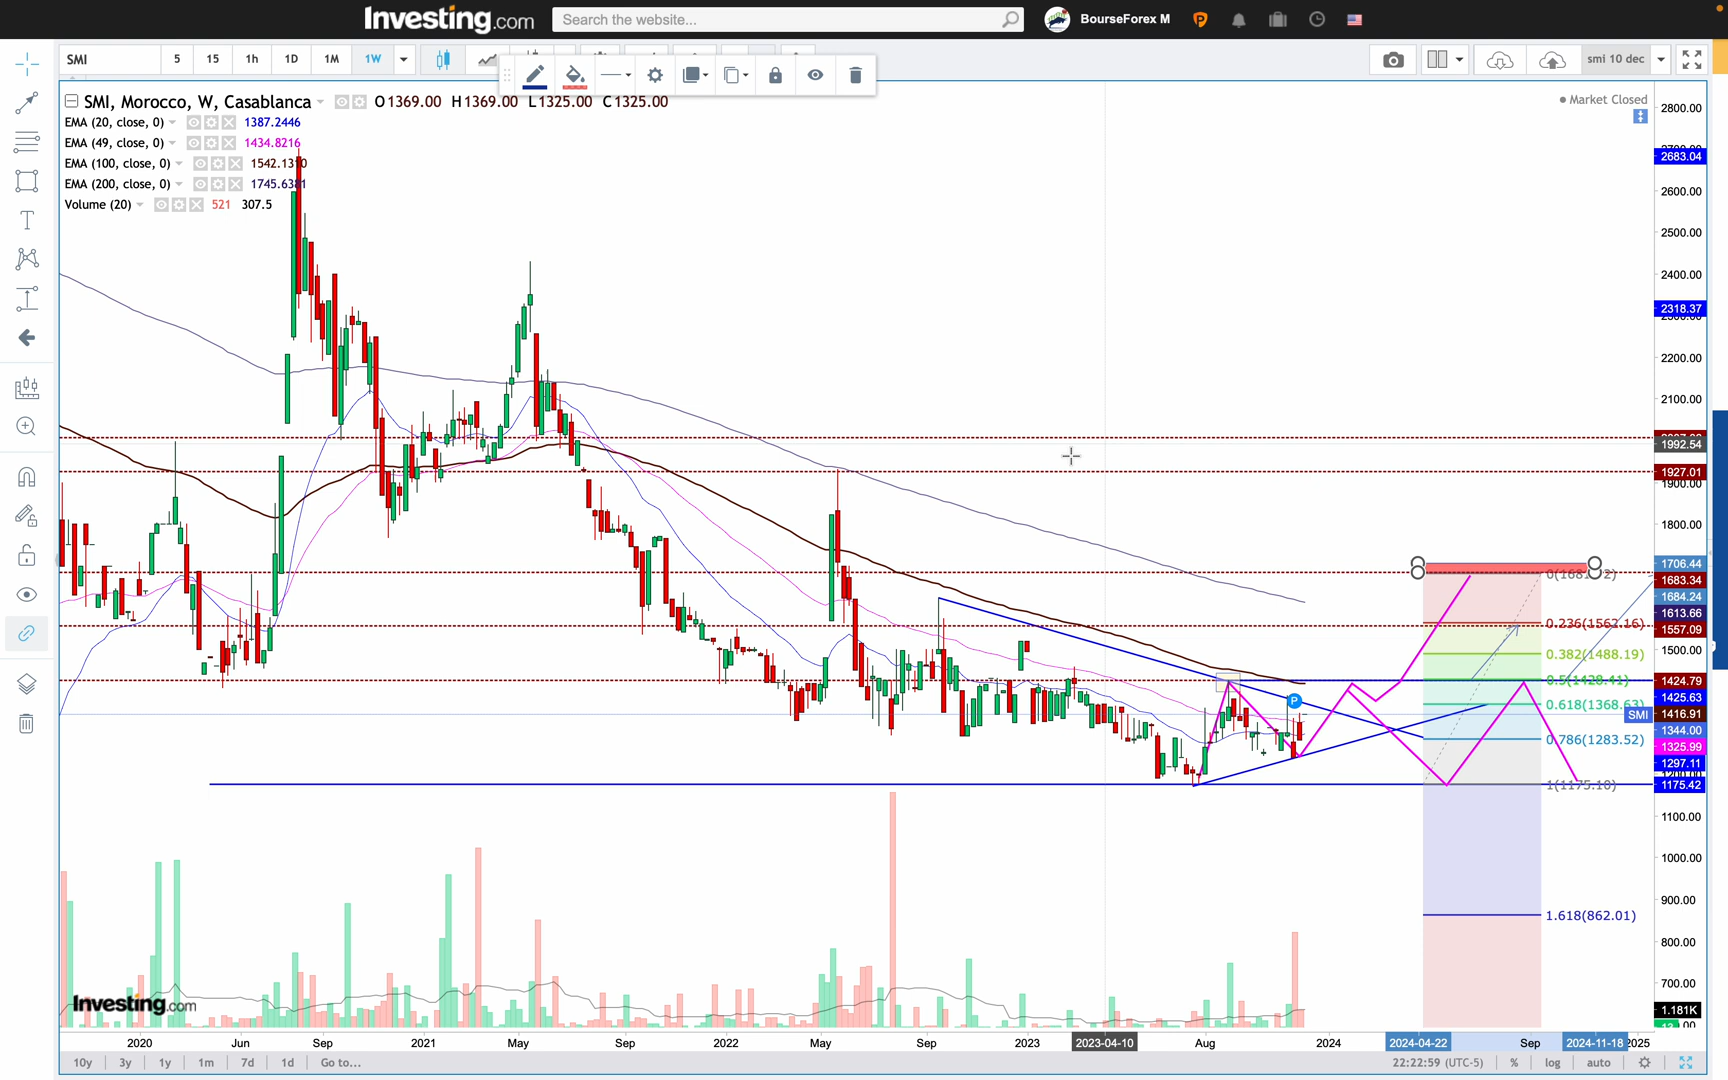 Investing.com
Search the website...
BourseForex M
SMI
5
15
1h
1D
1M
1W
smi 10 dec
SMI, Morocco, W, Casablanca
O1369.00 H1369.00 L1325.00 C1325.00
Market Closed
EMA (20, close, 0) 1387.2446
EMA (49, close, 0) 1434.8216
EMA (100, close, 0) 1542.1310
EMA (200, close, 0) 1745.6381
Volume (20) 521 307.5
2800.00
2683.04
2600.00
2500.00
2400.00
2318.37
2200.00
2100.00
1992.54
1927.01
1900.00
1800.00
1706.44
1683.34
1684.24
1613.66
1557.09
1500.00
1424.79
1425.63
1416.91
1344.00
1325.99
1297.11
1175.42
1100.00
1000.00
900.00
800.00
700.00
1.181K
0.236(1562.16)
0.382(1488.19)
0.5(1428.41)
0.618(1368.63)
0.786(1283.52)
1(1175.10)
1.618(862.01)
P
SMI
Investing.com
2020
Jun
Sep
2021
May
Sep
2022
May
Sep
2023
2023-04-10
Aug
2024
2024-04-22
Sep
2024-11-18
2025
10y
3y
1y
1m
7d
1d
Go to...
22:22:59 (UTC-5)
%
log
auto